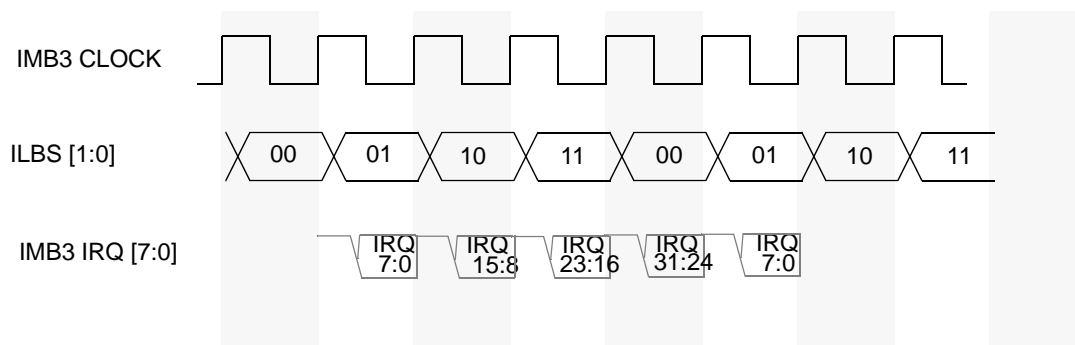 IMB3 CLOCK
ILBS [1:0]
00 01 10 11 00 01 10 11
IMB3 IRQ [7:0]
IRQ
7:0
IRQ
15:8
IRQ
23:16
IRQ
31:24
IRQ
7:0